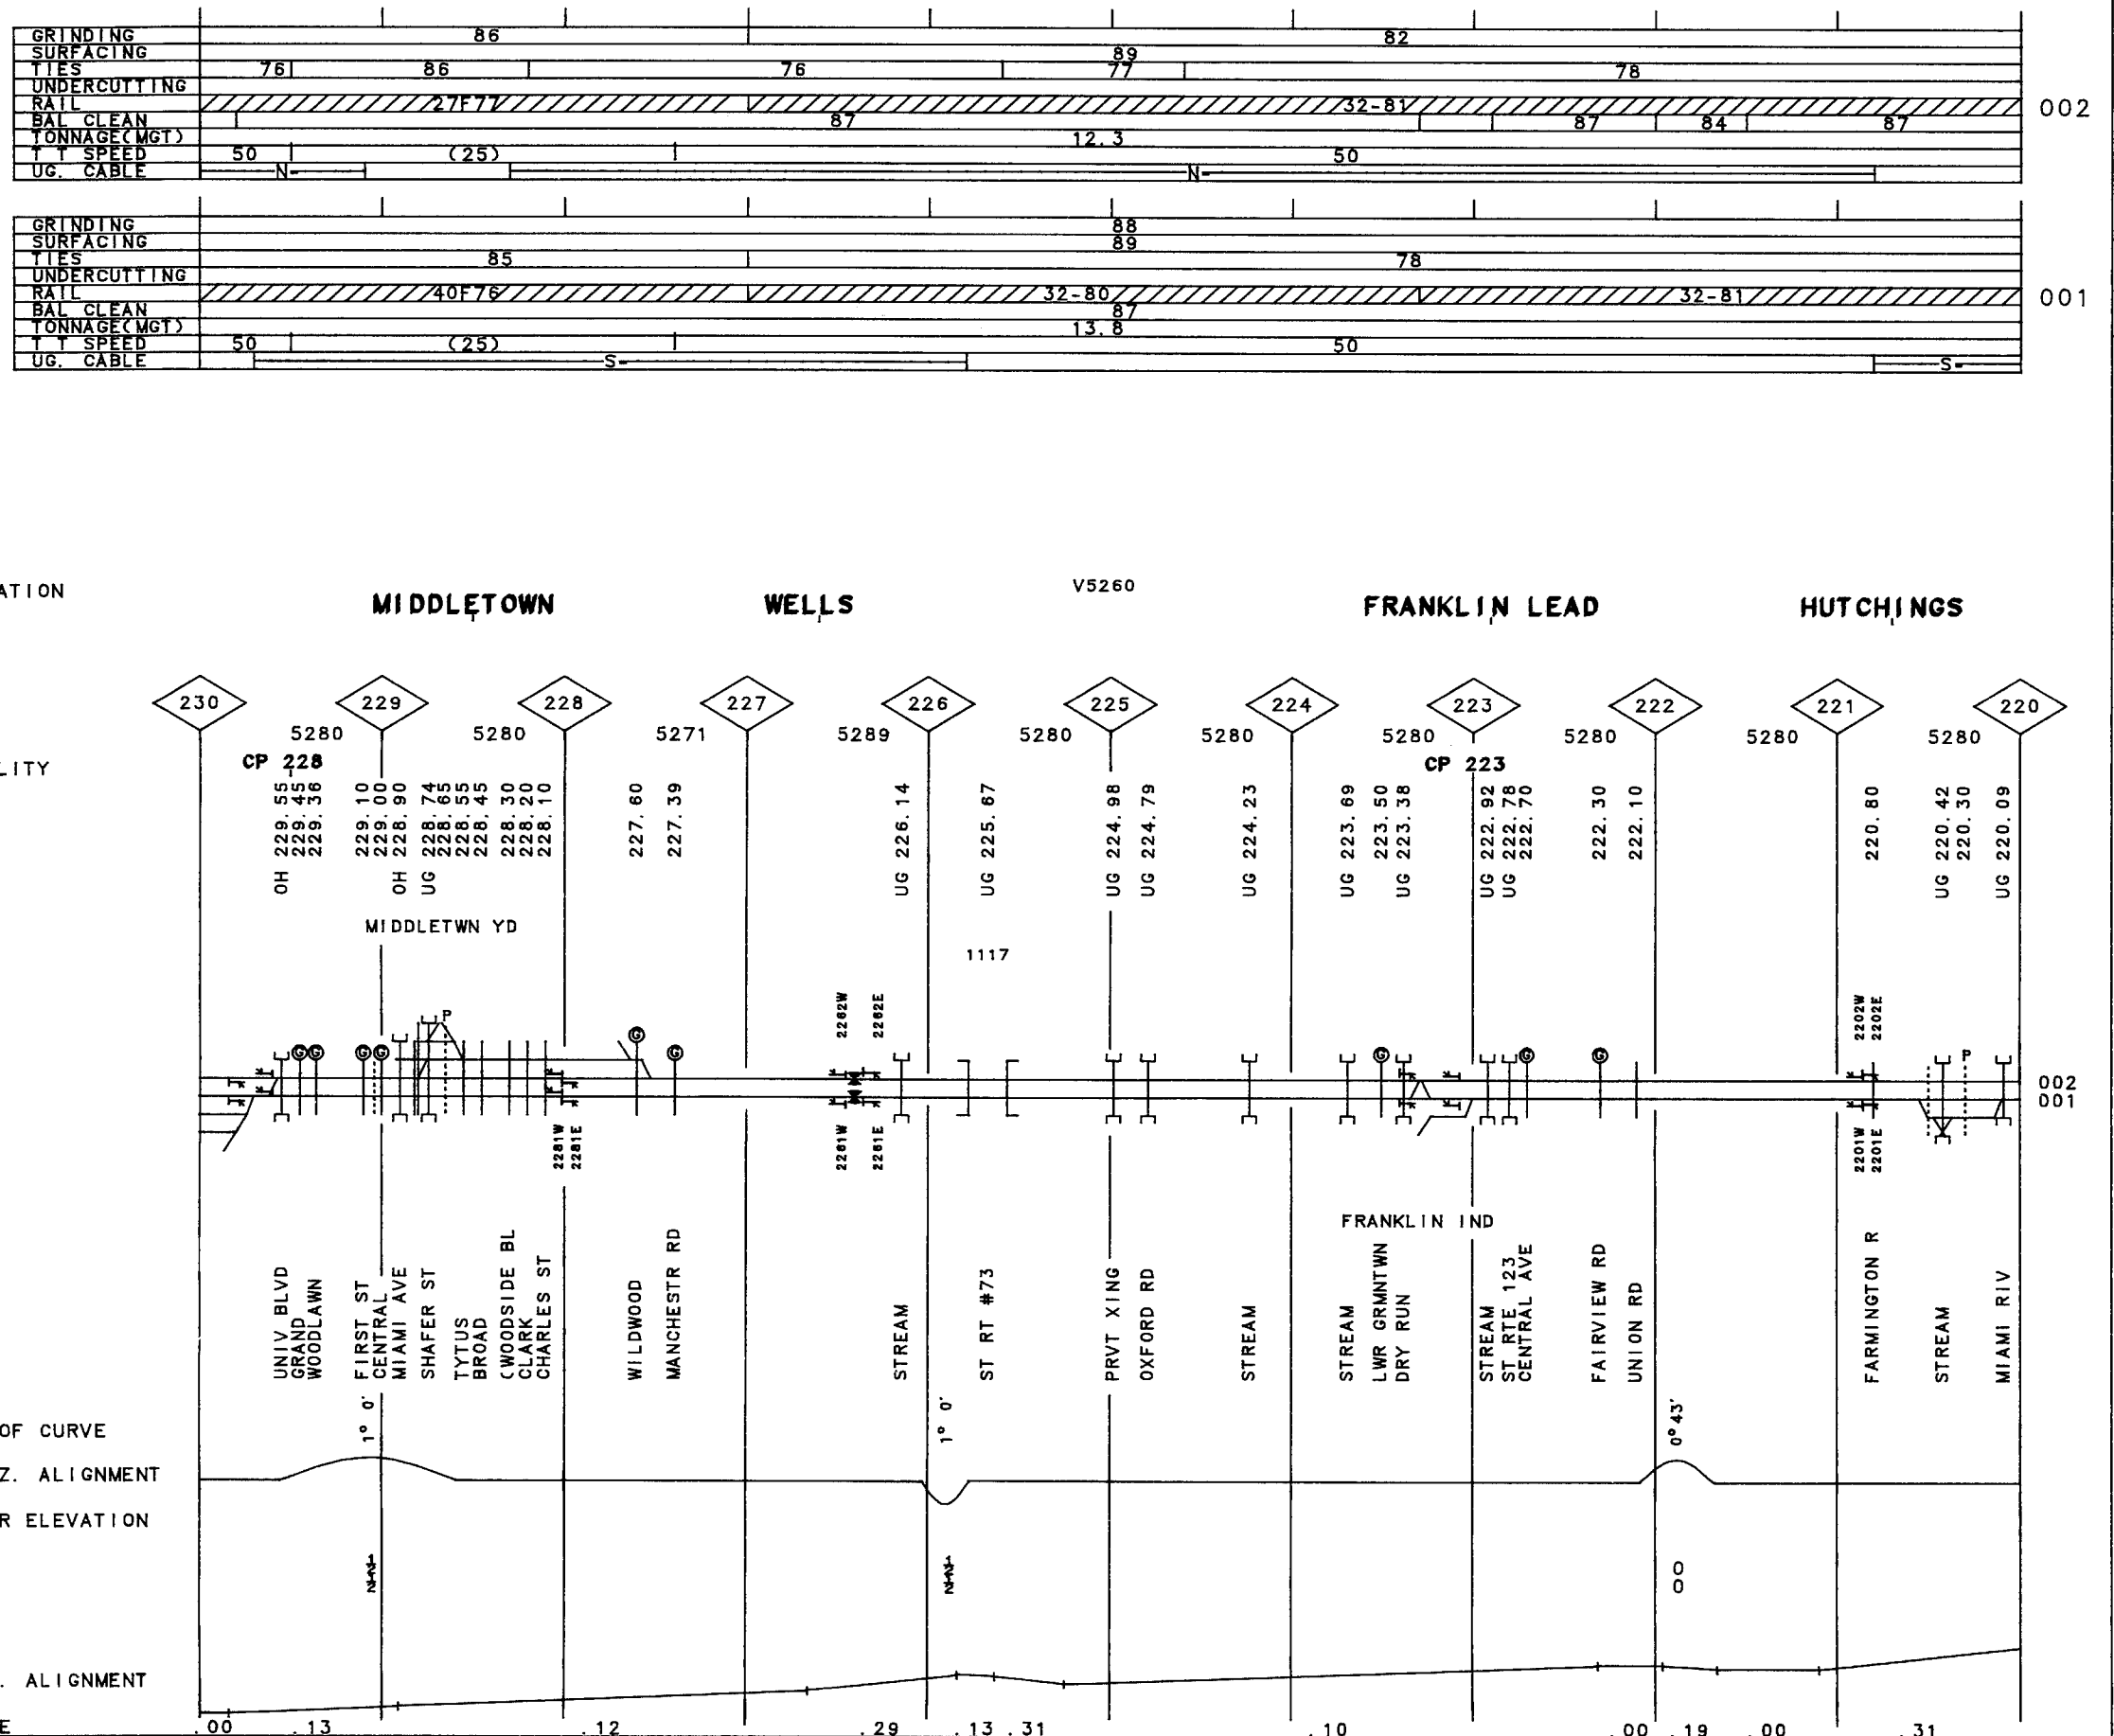 GRINDING 86 82
SURFACING 89
TIES 76 86 76 77 78
UNDERCUTTING
RAIL 27F77 32-81 002
BAL CLEAN 87 87 84 87
TONNAGE(MGT) 12.3
T T SPEED 50 (25) 50
UG. CABLE N- N-
GRINDING 88
SURFACING 89
TIES 85 78
UNDERCUTTING
RAIL 40F76 32-80 32-81 001
BAL CLEAN 87
TONNAGE(MGT) 13.8
T T SPEED 50 (25) 50
UG. CABLE S- S-
ATION MIDDLETOWN WELLS V5260 FRANKLIN LEAD HUTCHINGS
230 229 228 227 226 225 224 223 222 221 220
5280 5280 5271 5289 5280 5280 5280 5280 5280 5280
LITY CP 228 CP 223
OH 229.55
229.45
229.36
229.10
229.00
OH 228.90
UG 228.74
228.65
228.55
228.45
228.30
228.20
228.10
227.60
227.39
UG 226.14
UG 225.67
UG 224.98
UG 224.79
UG 224.23
UG 223.69
223.50
UG 223.38
UG 222.92
UG 222.78
222.70
222.30
222.10
220.80
UG 220.42
220.30
UG 220.09
MIDDLETWN YD
1117
2262W 2262E 2202W 2202E
P P
G G G G G G G G G
002
001
2281W 2281E 2261W 2261E 2201W 2201E
FRANKLIN IND
UNIV BLVD
GRAND
WOODLAWN
FIRST ST
CENTRAL
MIAMI AVE
SHAFER ST
TYTUS
BROAD
(WOODSIDE BL
CLARK
CHARLES ST
WILDWOOD
MANCHESTR RD
STREAM
ST RT #73
PRVT XING
OXFORD RD
STREAM
STREAM
LWR GRMNTWN
DRY RUN
STREAM
ST RTE 123
CENTRAL AVE
FAIRVIEW RD
UNION RD
FARMINGTON R
STREAM
MIAMI RIV
OF CURVE 1° 0' 1° 0' 0° 43'
Z. ALIGNMENT
R ELEVATION
0
0
. ALIGNMENT
E .00 .13 .12 .29 .13 .31 .10 .00 .19 .00 .31